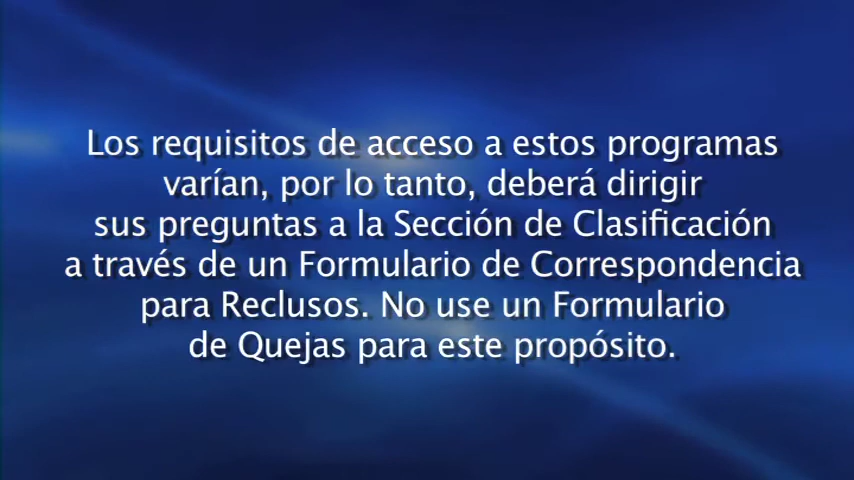 Los requisitos de acceso a estos programas
varían, por lo tanto, deberá dirigir
sus preguntas a la Sección de Clasificación
a través de un Formulario de Correspondencia
para Reclusos. No use un Formulario
de Quejas para este propósito.